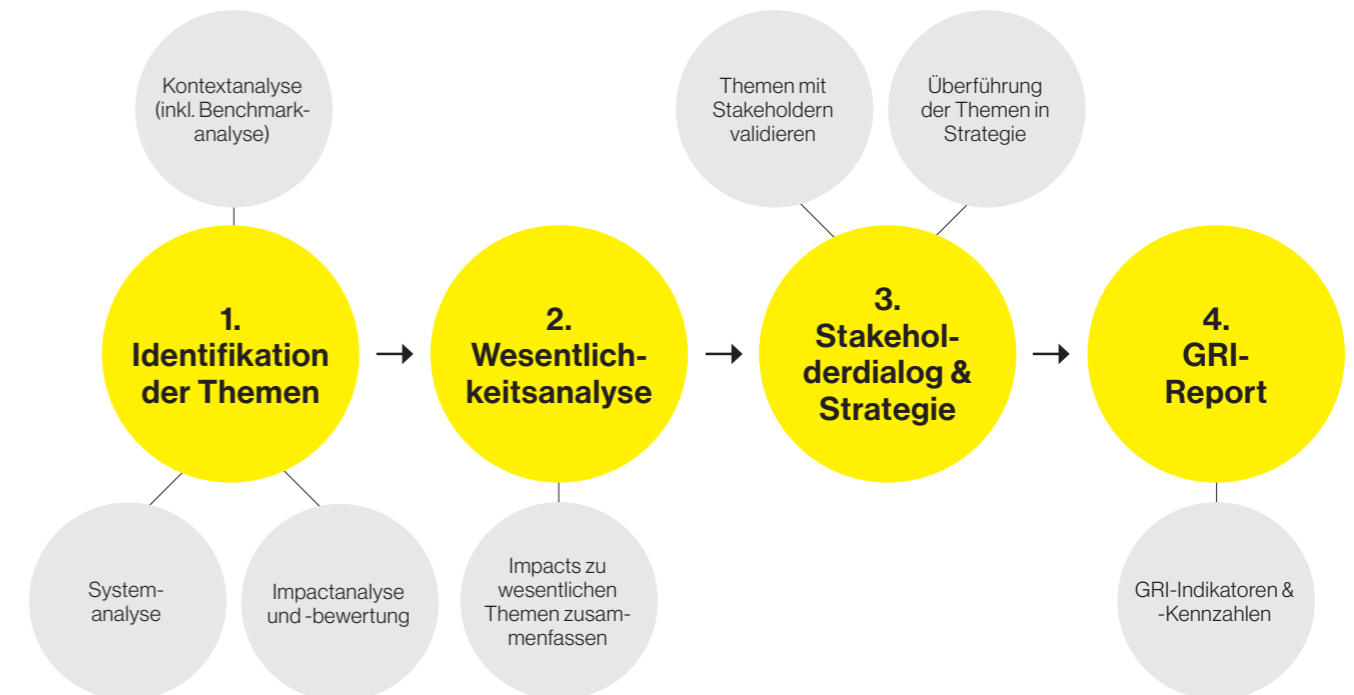 Kontextanalyse
(inkl. Benchmark-
analyse)
Themen mit
Stakeholdern
validieren
Überführung
der Themen in
Strategie
1.
Identifikation
der Themen
→
2.
Wesentlich-
keitsanalyse
→
3.
Stakehol-
derdialog &
Strategie
→
4.
GRI-
Report
System-
analyse
Impactanalyse
und -bewertung
Impacts zu
wesentlichen
Themen zusam-
menfassen
GRI-Indikatoren &
-Kennzahlen